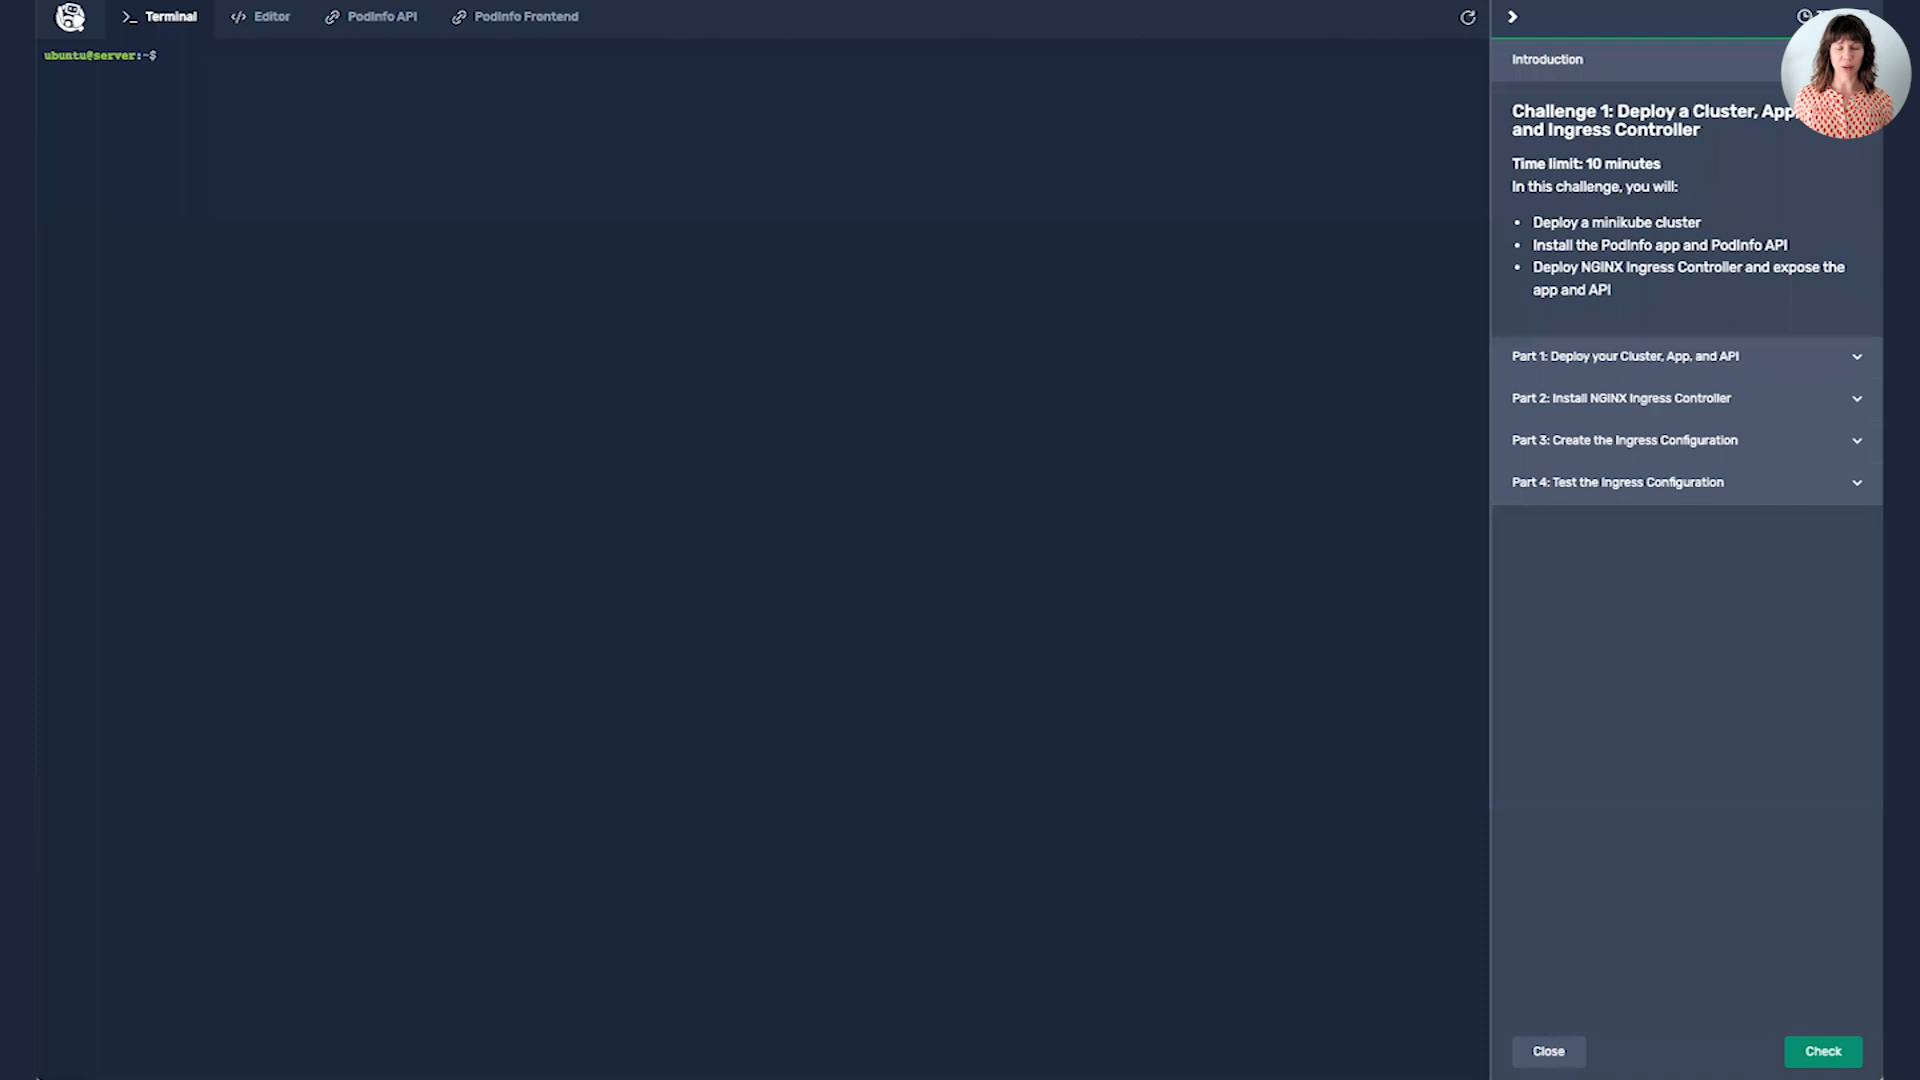 Terminal
Editor
PodInfo API
PodInfo Frontend
ubuntu@server:~$
Introduction
Challenge 1: Deploy a Cluster, App,
and Ingress Controller
Time limit: 10 minutes
In this challenge, you will:
• Deploy a minikube cluster
• Install the PodInfo app and PodInfo API
• Deploy NGINX Ingress Controller and expose the
app and API
Part 1: Deploy your Cluster, App, and API
Part 2: Install NGINX Ingress Controller
Part 3: Create the Ingress Configuration
Part 4: Test the Ingress Configuration
Close
Check